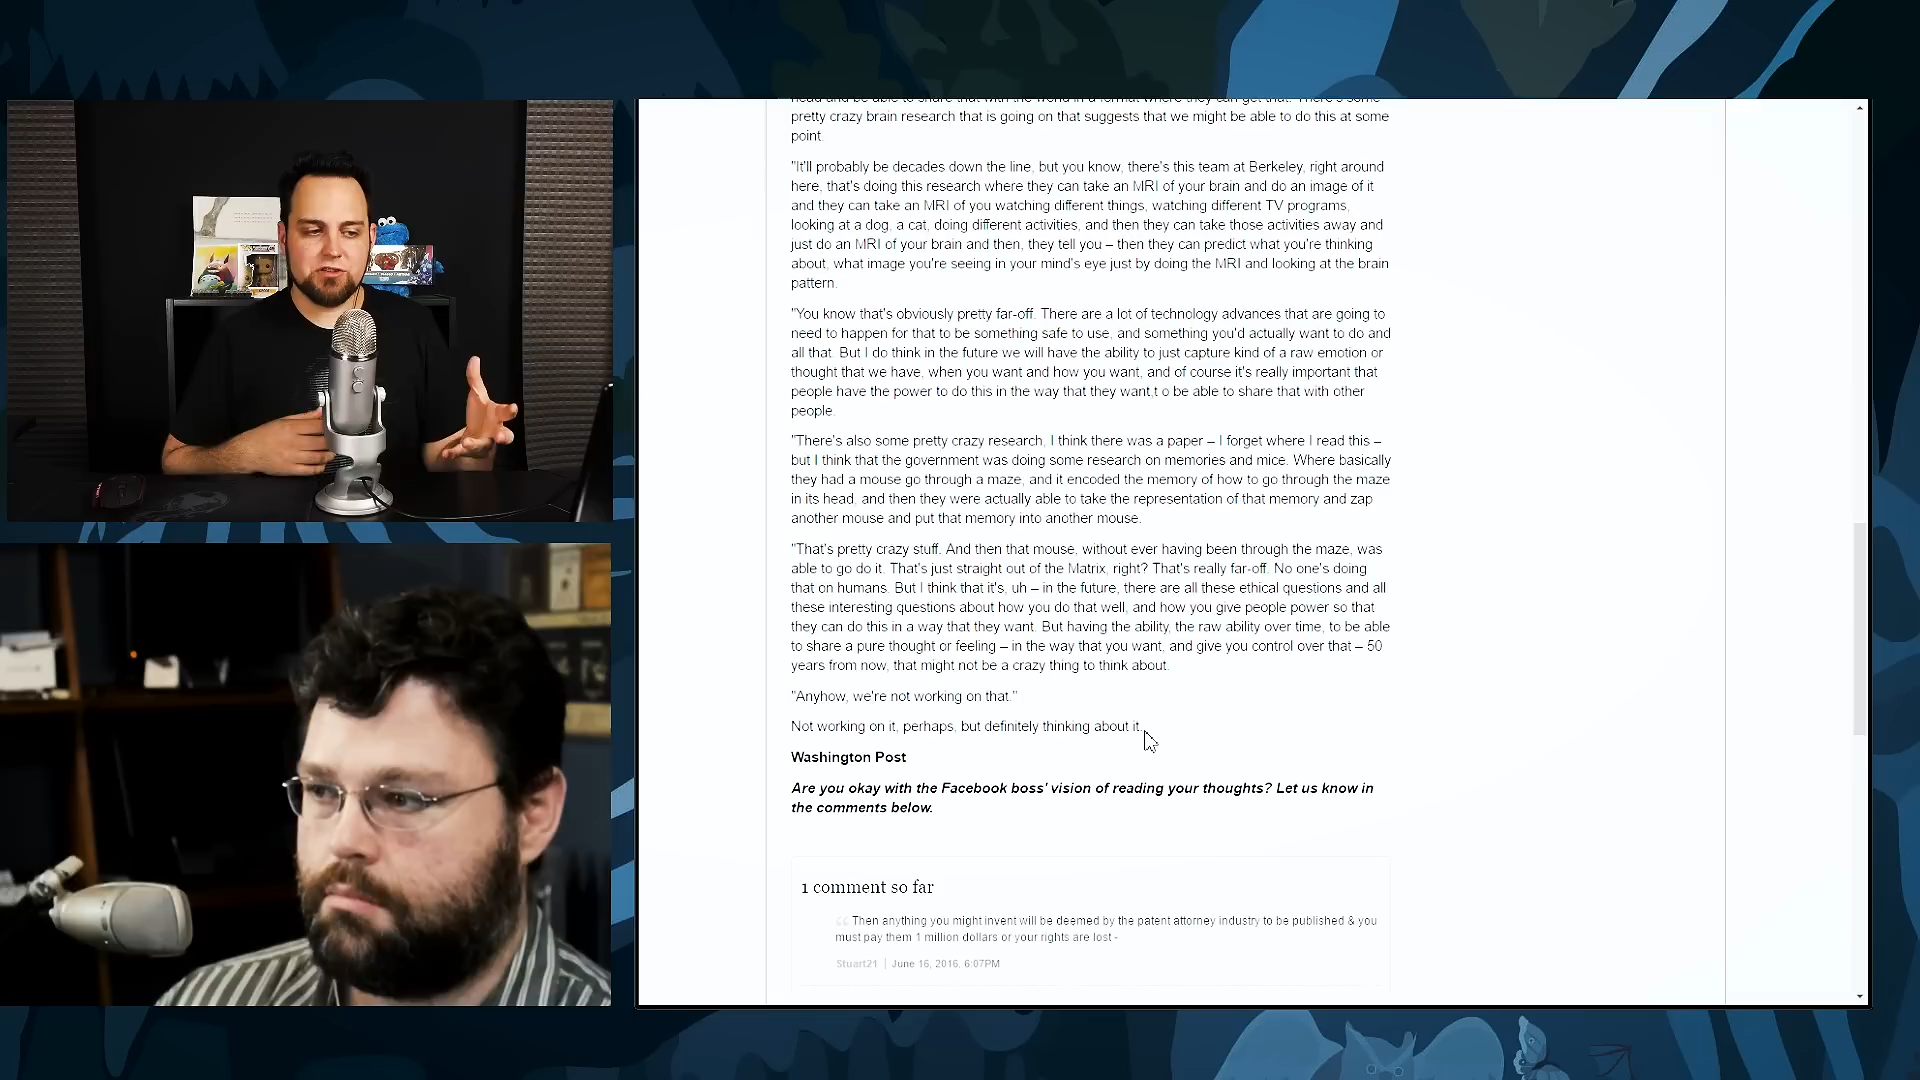 head and be able to share that with the world in a format where they can get that. There's some
pretty crazy brain research that is going on that suggests that we might be able to do this at some
point.
"It'll probably be decades down the line, but you know, there's this team at Berkeley, right around
here, that's doing this research where they can take an MRI of your brain and do an image of it
and they can take an MRI of you watching different things, watching different TV programs,
looking at a dog, a cat, doing different activities, and then they can take those activities away and
just do an MRI of your brain and then, they tell you – then they can predict what you're thinking
about, what image you're seeing in your mind's eye just by doing the MRI and looking at the brain
pattern.
"You know that's obviously pretty far-off. There are a lot of technology advances that are going to
need to happen for that to be something safe to use, and something you'd actually want to do and
all that. But I do think in the future we will have the ability to just capture kind of a raw emotion or
thought that we have, when you want and how you want, and of course it's really important that
people have the power to do this in the way that they want,t o be able to share that with other
people.
"There's also some pretty crazy research, I think there was a paper – I forget where I read this –
but I think that the government was doing some research on memories and mice. Where basically
they had a mouse go through a maze, and it encoded the memory of how to go through the maze
in its head, and then they were actually able to take the representation of that memory and zap
another mouse and put that memory into another mouse.
"That's pretty crazy stuff. And then that mouse, without ever having been through the maze, was
able to go do it. That's just straight out of the Matrix, right? That's really far-off. No one's doing
that on humans. But I think that it's, uh – in the future, there are all these ethical questions and all
these interesting questions about how you do that well, and how you give people power so that
they can do this in a way that they want. But having the ability, the raw ability over time, to be able
to share a pure thought or feeling – in the way that you want, and give you control over that – 50
years from now, that might not be a crazy thing to think about.
"Anyhow, we're not working on that."
Not working on it, perhaps, but definitely thinking about it.
Washington Post
Are you okay with the Facebook boss' vision of reading your thoughts? Let us know in
the comments below.
1 comment so far
Then anything you might invent will be deemed by the patent attorney industry to be published & you
must pay them 1 million dollars or your rights are lost -
Stuart21 | June 16, 2016, 6:07PM